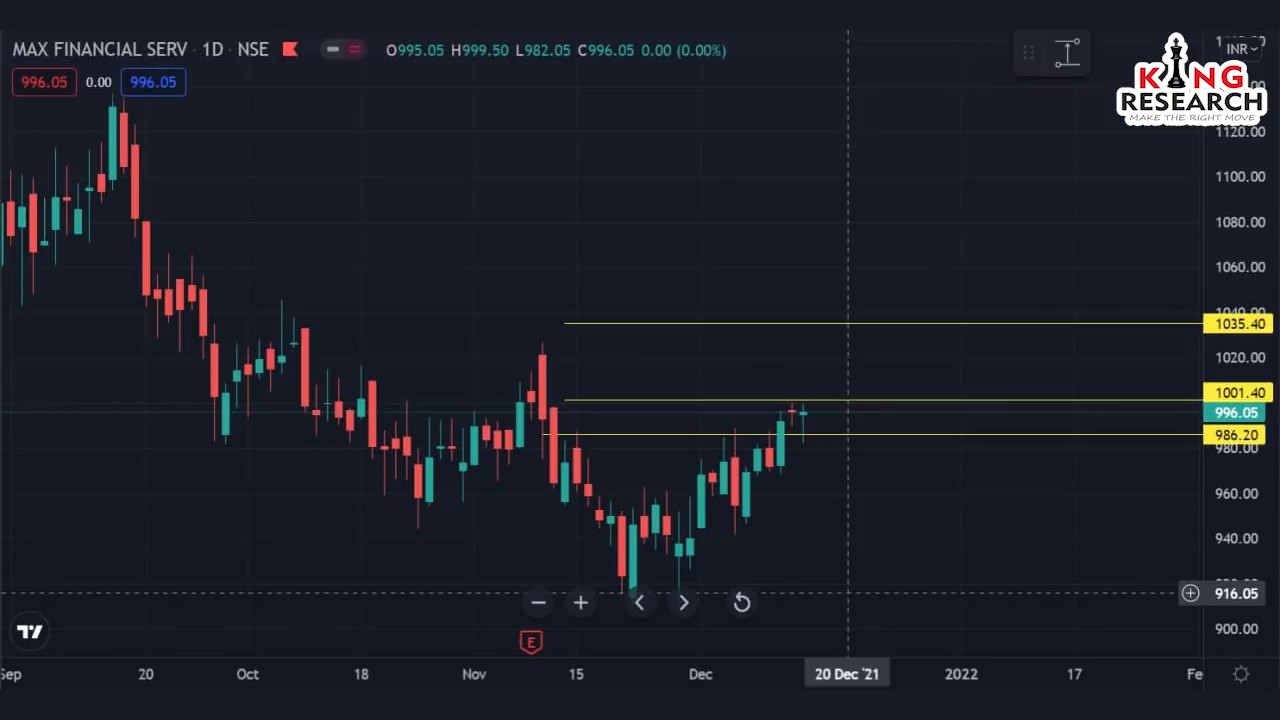 MAX FINANCIAL SERV · 1D · NSE
O995.05 H999.50 L982.05 C996.05 0.00 (0.00%)
INR
996.05 0.00 996.05
KING
RESEARCH
MAKE THE RIGHT MOVE
1120.00
1100.00
1080.00
1060.00
1040.00
1035.40
1020.00
1001.40
996.05
986.20
980.00
960.00
940.00
916.05
900.00
E
Sep 20 Oct 18 Nov 15 Dec 20 Dec '21 2022 17 Fe